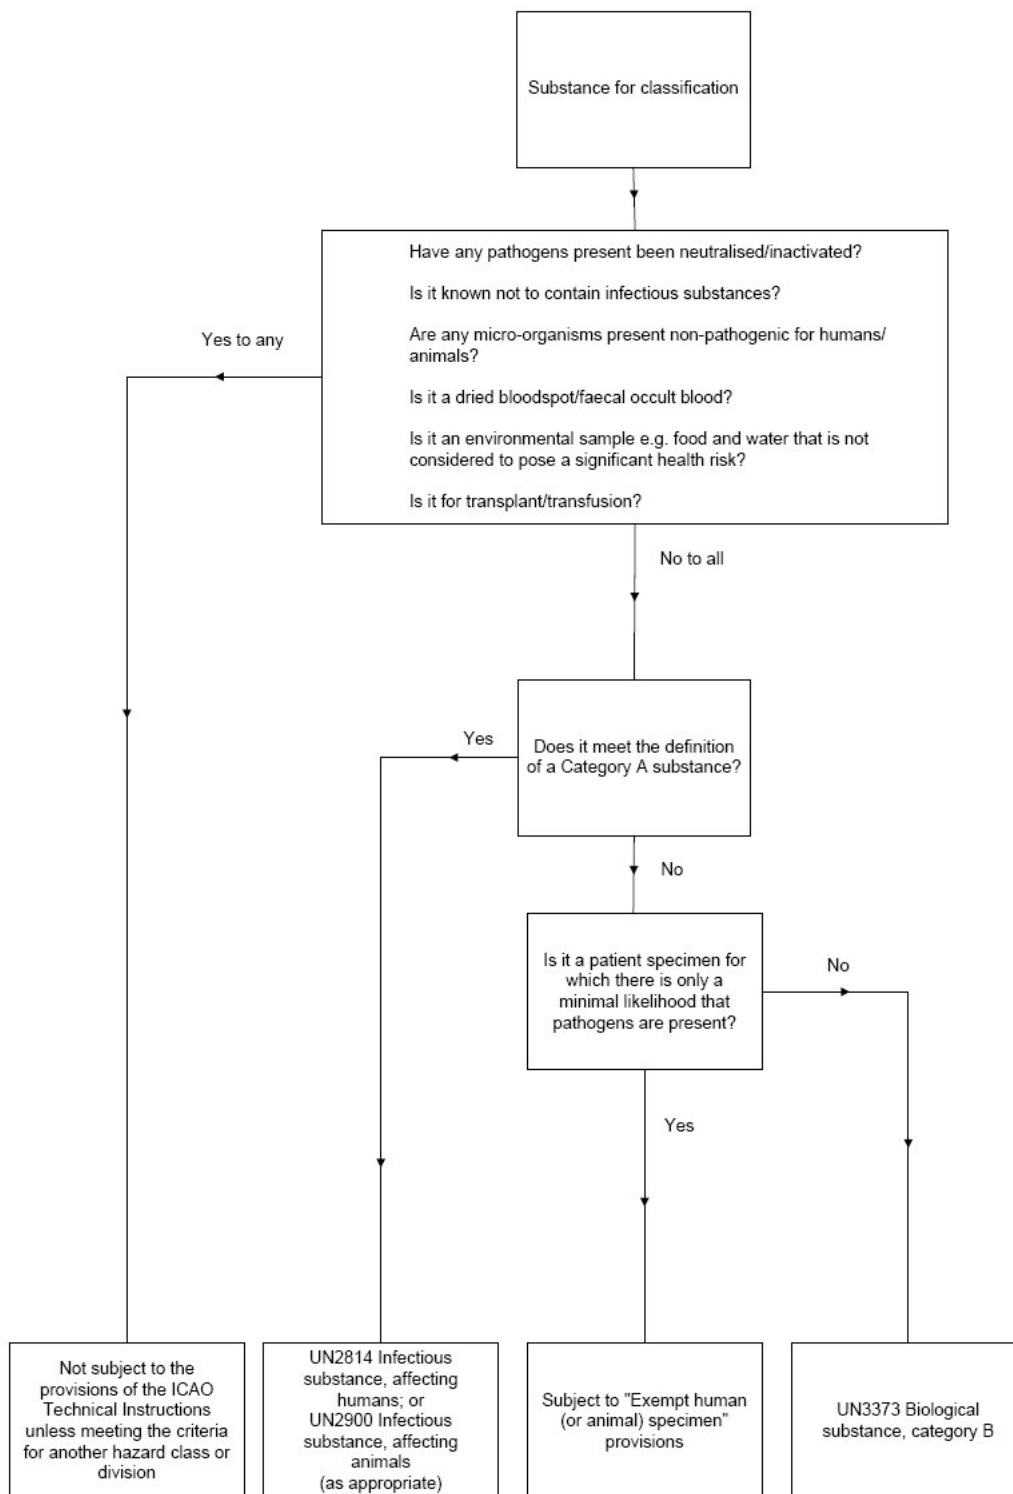 Substance for classification
Have any pathogens present been neutralised/inactivated?
Is it known not to contain infectious substances?
Are any micro-organisms present non-pathogenic for humans/
animals?
Is it a dried bloodspot/faecal occult blood?
Is it an environmental sample e.g. food and water that is not
considered to pose a significant health risk?
Is it for transplant/transfusion?
Yes to any
No to all
Does it meet the definition
of a Category A substance?
Yes
No
Is it a patient specimen for
which there is only a
minimal likelihood that
pathogens are present?
No
Yes
Not subject to the
provisions of the ICAO
Technical Instructions
unless meeting the criteria
for another hazard class or
division
UN2814 Infectious
substance, affecting
humans; or
UN2900 Infectious
substance, affecting
animals
(as appropriate)
Subject to "Exempt human
(or animal) specimen"
provisions
UN3373 Biological
substance, category B